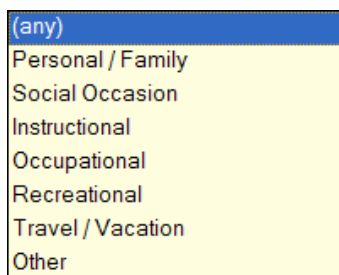 (any)
Personal / Family
Social Occasion
Instructional
Occupational
Recreational
Travel / Vacation
Other